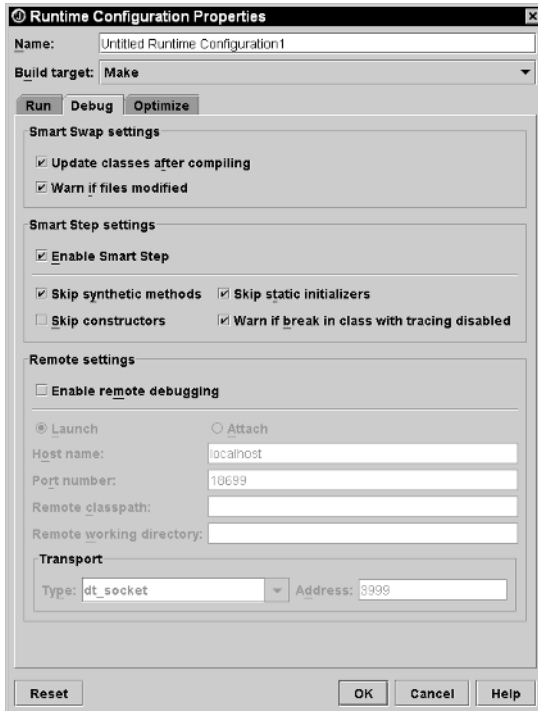 Runtime Configuration Properties
Name: Untitled Runtime Configuration1
Build target: Make
Run Debug Optimize
Smart Swap settings
Update classes after compiling
Warn if files modified
Smart Step settings
Enable Smart Step
Skip synthetic methods Skip static initializers
Skip constructors Warn if break in class with tracing disabled
Remote settings
Enable remote debugging
Launch Attach
Host name: localhost
Port number: 18699
Remote classpath:
Remote working directory:
Transport
Type: dt_socket Address: 3999
Reset OK Cancel Help